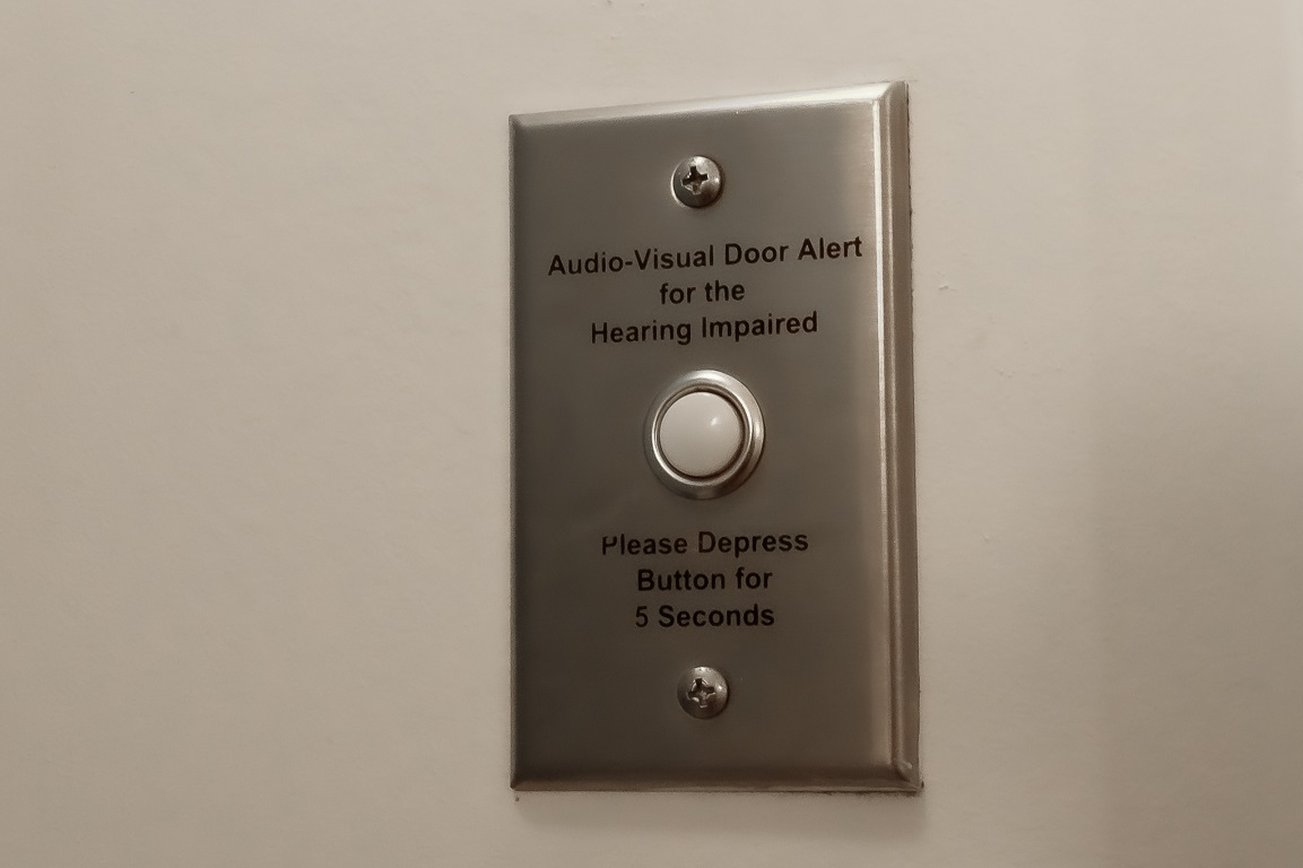 Audio-Visual Door Alert
for the
Hearing Impaired
Please Depress
Button for
5 Seconds